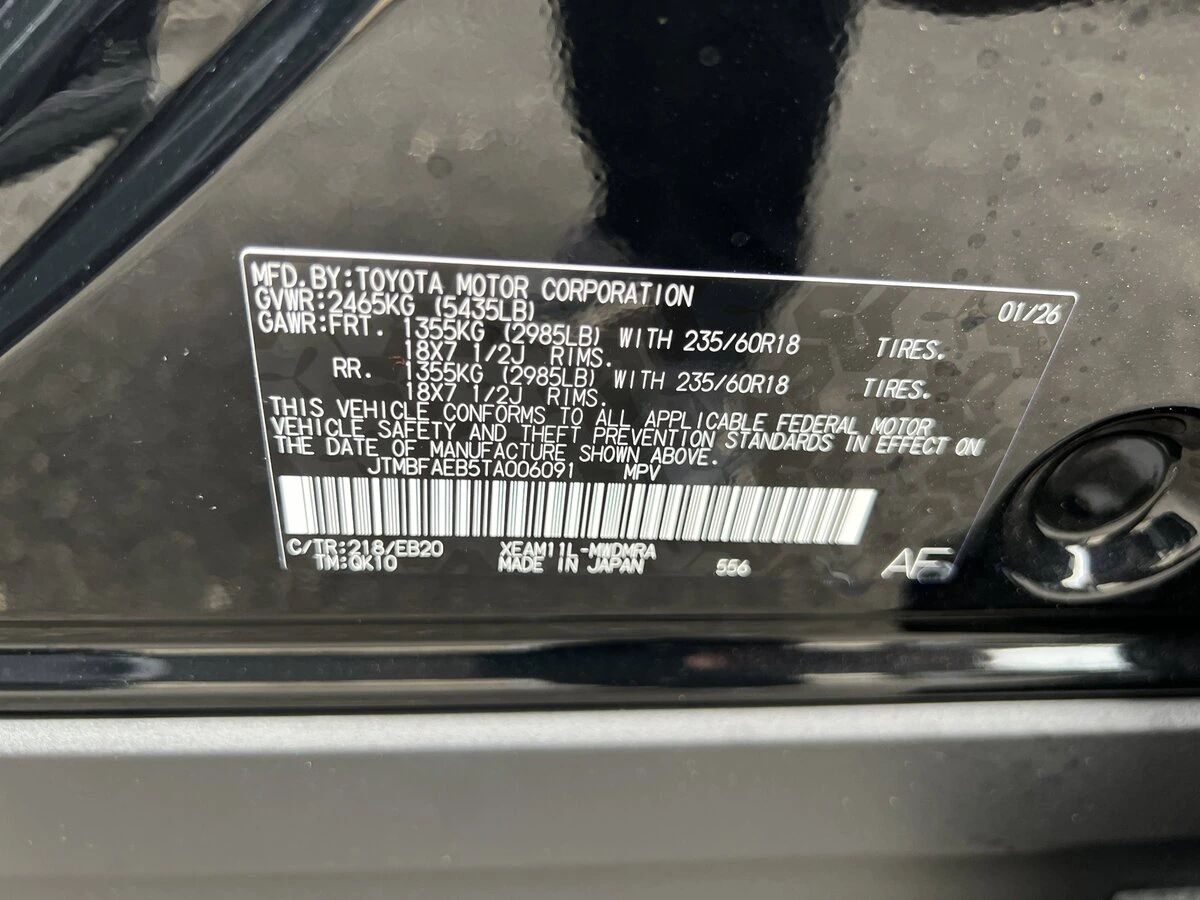 MFD.BY:TOYOTA MOTOR CORPORATION 01/26
GVWR:2465KG (5435LB)
GAWR:FRT. 1355KG (2985LB) WITH 235/60R18 TIRES.
18X7 1/2J RIMS.
RR. 1355KG (2985LB) WITH 235/60R18 TIRES.
18X7 1/2J RIMS.
THIS VEHICLE CONFORMS TO ALL APPLICABLE FEDERAL MOTOR
VEHICLE SAFETY AND THEFT PREVENTION STANDARDS IN EFFECT ON
THE DATE OF MANUFACTURE SHOWN ABOVE.
JTMBFAEB5TA006091 MPV
C/TR:218/EB20 XEAM11L-MWDMRA
TM:QK10 MADE IN JAPAN 556